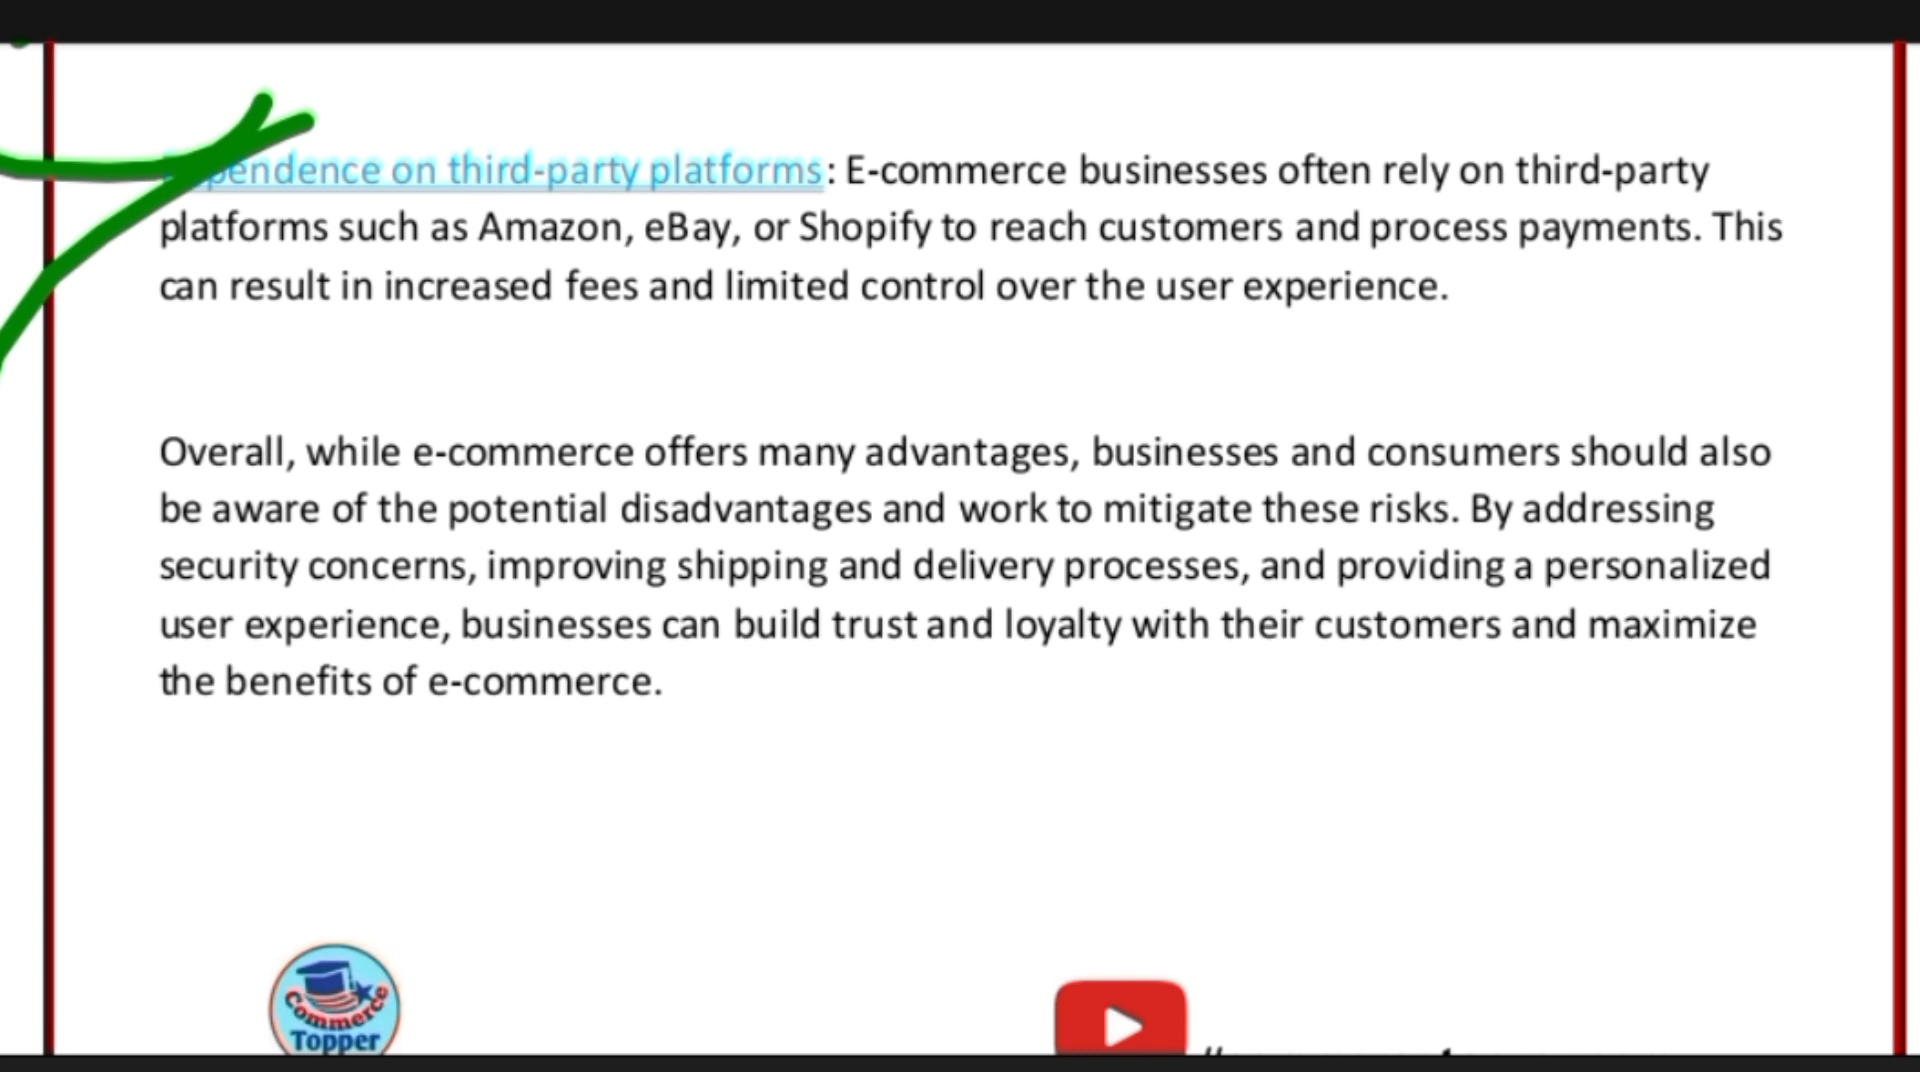 Dependence on third-party platforms: E-commerce businesses often rely on third-party
platforms such as Amazon, eBay, or Shopify to reach customers and process payments. This
can result in increased fees and limited control over the user experience.
Overall, while e-commerce offers many advantages, businesses and consumers should also
be aware of the potential disadvantages and work to mitigate these risks. By addressing
security concerns, improving shipping and delivery processes, and providing a personalized
user experience, businesses can build trust and loyalty with their customers and maximize
the benefits of e-commerce.
Commerce
Topper